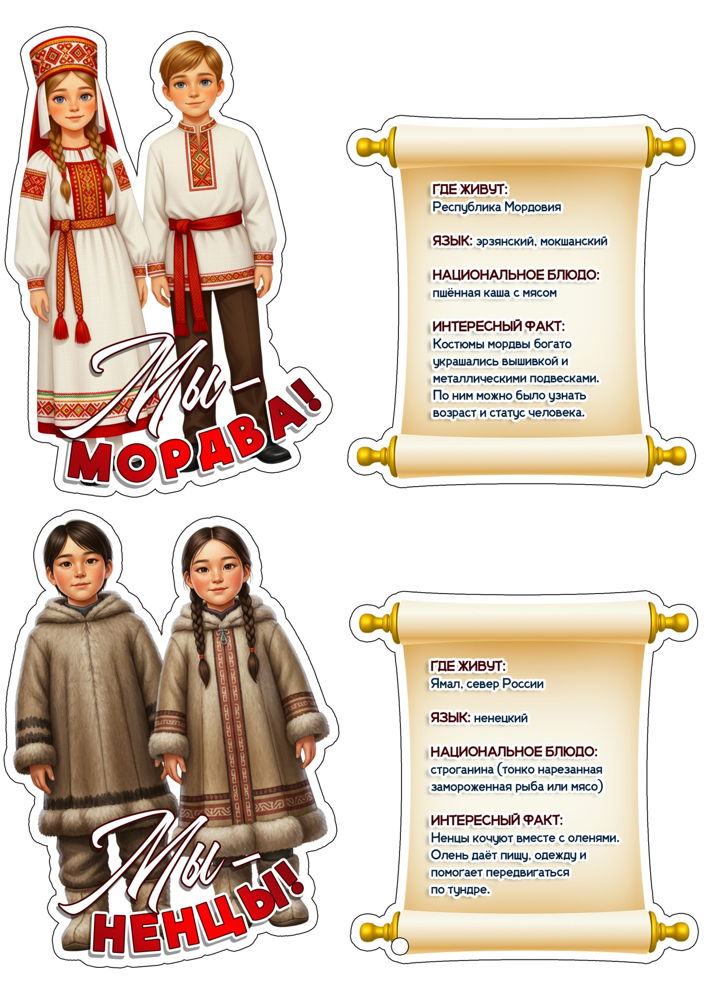 Мы –
МОРДВА!
ГДЕ ЖИВУТ:
Республика Мордовия
ЯЗЫК: эрзянский, мокшанский
НАЦИОНАЛЬНОЕ БЛЮДО:
пшённая каша с мясом
ИНТЕРЕСНЫЙ ФАКТ:
Костюмы мордвы богато
украшались вышивкой и
металлическими подвесками.
По ним можно было узнать
возраст и статус человека.
Мы –
НЕНЦЫ!
ГДЕ ЖИВУТ:
Ямал, север России
ЯЗЫК: ненецкий
НАЦИОНАЛЬНОЕ БЛЮДО:
строганина (тонко нарезанная
замороженная рыба или мясо)
ИНТЕРЕСНЫЙ ФАКТ:
Ненцы кочуют вместе с оленями.
Олень даёт пищу, одежду и
помогает передвигаться
по тундре.